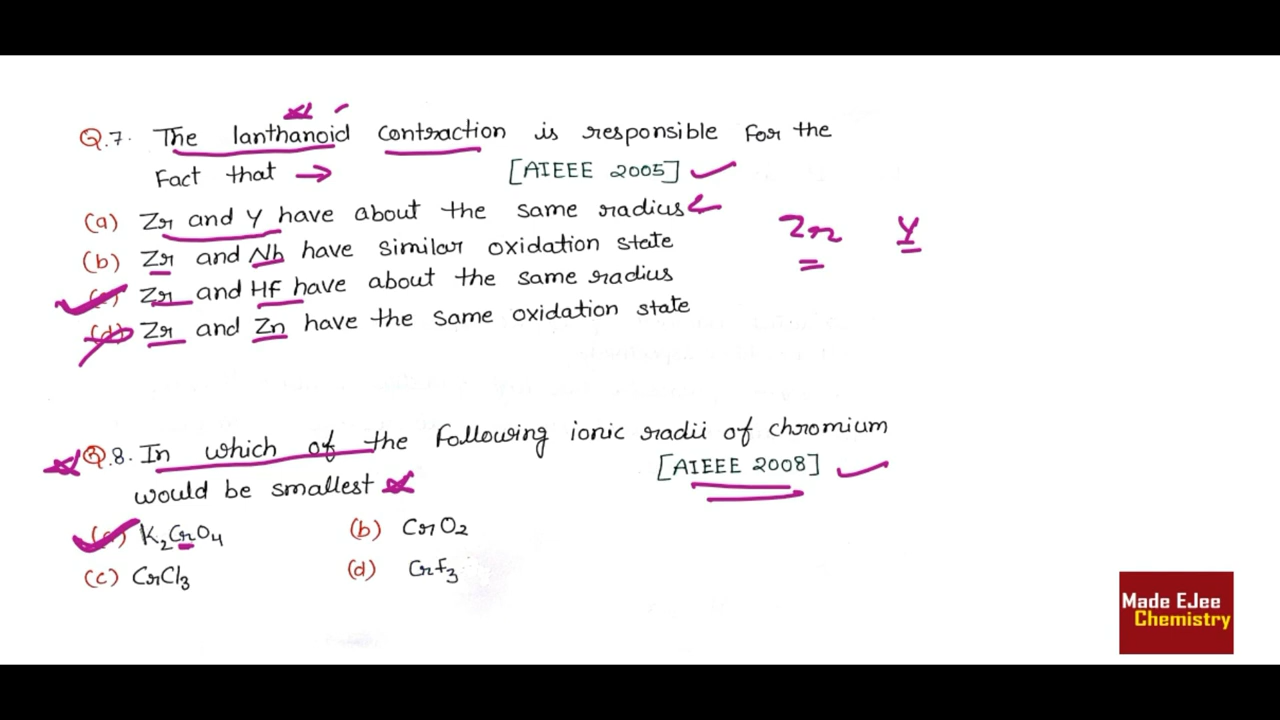 Q.7. The lanthanoid contraction is responsible for the
Fact that → [AIEEE 2005]
(a) Zr and Y have about the same radius
(b) Zr and Nb have similar oxidation state
(c) Zr and HF have about the same radius
(d) Zr and Zn have the same oxidation state
Zr Y
Q.8. In which of the following ionic radii of chromium
[AIEEE 2008]
would be smallest
(a) K2CrO4 (b) CrO2
(c) CrCl3 (d) CrF3
Made EJee
Chemistry